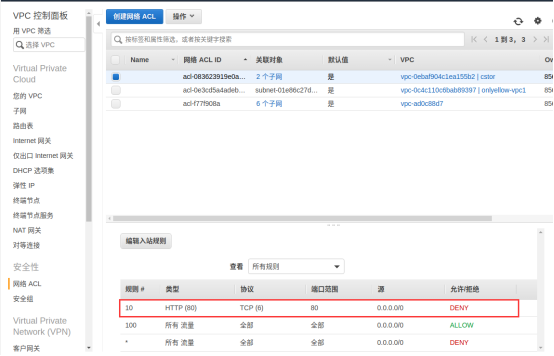 VPC 控制面板
用 VPC 筛选
选择 VPC
Virtual Private
Cloud
您的 VPC
子网
路由表
Internet 网关
仅出口 Internet 网关
DHCP 选项集
弹性 IP
终端节点
终端节点服务
NAT 网关
对等连接
安全性
网络 ACL
安全组
Virtual Private
Network (VPN)
客户网关
创建网络 ACL 操作
按标签和属性筛选，或者按关键字搜索 1 到 3，3
Name 网络 ACL ID 关联对象 默认值 VPC Ow
acl-083623919e0a... 2 个子网 是 vpc-0ebaf904c1ea155b2 | cstor 856
acl-0e3cd5a4adeb... subnet-01e86c27d... 是 vpc-0c4c110c6bab89397 | onlyellow-vpc1 856
acl-f77f908a 6 个子网 是 vpc-ad0c88d7 856
编辑入站规则
查看 所有规则
规则 # 类型 协议 端口范围 源 允许/拒绝
10 HTTP (80) TCP (6) 80 0.0.0.0/0 DENY
100 所有 流量 全部 全部 0.0.0.0/0 ALLOW
* 所有 流量 全部 全部 0.0.0.0/0 DENY